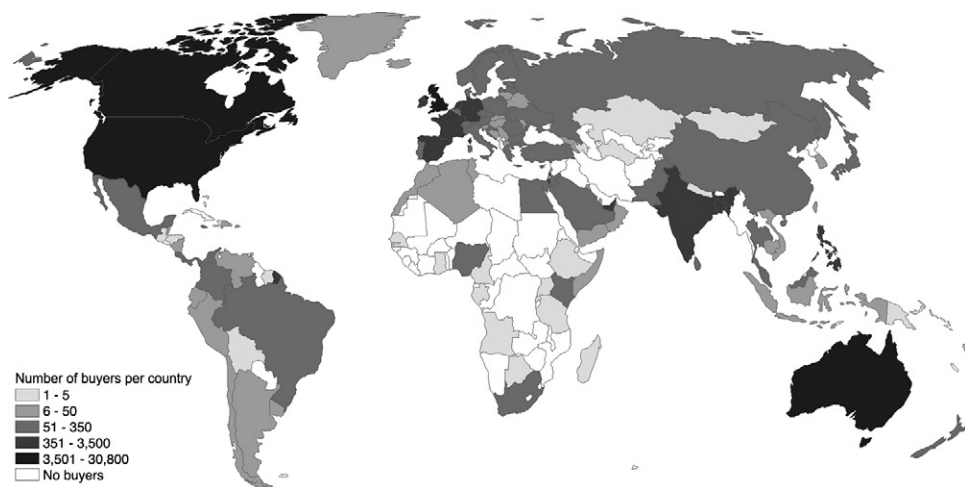 Number of buyers per country
1 - 5
6 - 50
51 - 350
351 - 3,500
3,501 - 30,800
No buyers